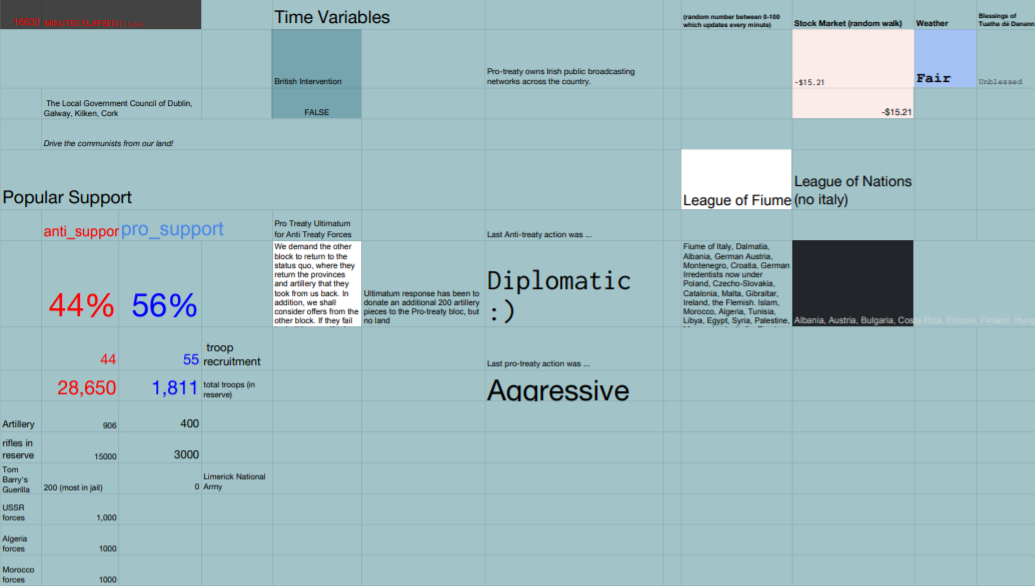 16633 MINUTES ELAPSED
Time Variables
(random number between 0-100
which updates every minute)
Stock Market (random walk)
Weather
Blessings of
Tuatha dé Danann
British Intervention
Pro-treaty owns Irish public broadcasting
networks across the country.
-$15.21
Fair
Unblessed
The Local Government Council of Dublin,
Galway, Kilken, Cork
FALSE
-$15.21
Drive the communists from our land!
Popular Support
League of Fiume
League of Nations
(no italy)
anti_suppor
pro_support
Pro Treaty Ultimatum
for Anti Treaty Forces
Last Anti-treaty action was ...
44%
56%
We demand the other
block to return to the
status quo, where they
return the provinces
and artillery that they
took from us back. In
addition, we shall
consider offers from the
other block. If they fail
Ultimatum response has been to
donate an additional 200 artillery
pieces to the Pro-treaty bloc, but
no land
Diplomatic
:)
Fiume of Italy, Dalmatia,
Albania, German Austria,
Montenegro, Croatia, German
Irredentists now under
Poland, Czecho-Slovakia,
Catalonia, Malta, Gibraltar,
Ireland, the Flemish. Islam,
Morocco, Algeria, Tunisia,
Libya, Egypt, Syria, Palestine,
Albania, Austria, Bulgaria, Costa Rica, Estonia, Finland, Hung
44
55
troop
recruitment
Last pro-treaty action was ...
28,650
1,811
total troops (in
reserve)
Aggressive
Artillery
906
400
rifles in
reserve
15000
3000
Tom
Barry's
Guerilla
200 (most in jail)
0
Limerick National
Army
USSR
forces
1,000
Algeria
forces
1000
Morocco
forces
1000